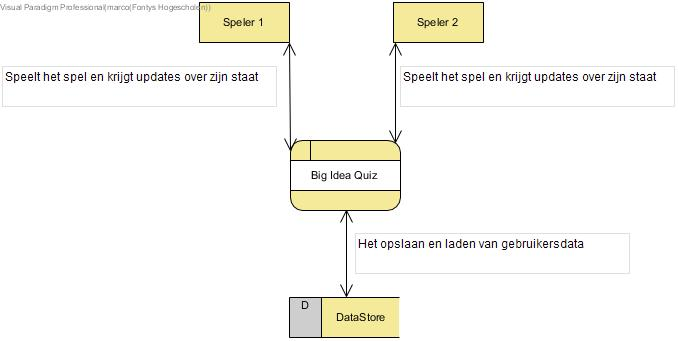 Visual Paradigm Professional(marco(Fontys Hogescholen))
Speler 1
Speler 2
Speelt het spel en krijgt updates over zijn staat
Speelt het spel en krijgt updates over zijn staat
Big Idea Quiz
Het opslaan en laden van gebruikersdata
D
DataStore